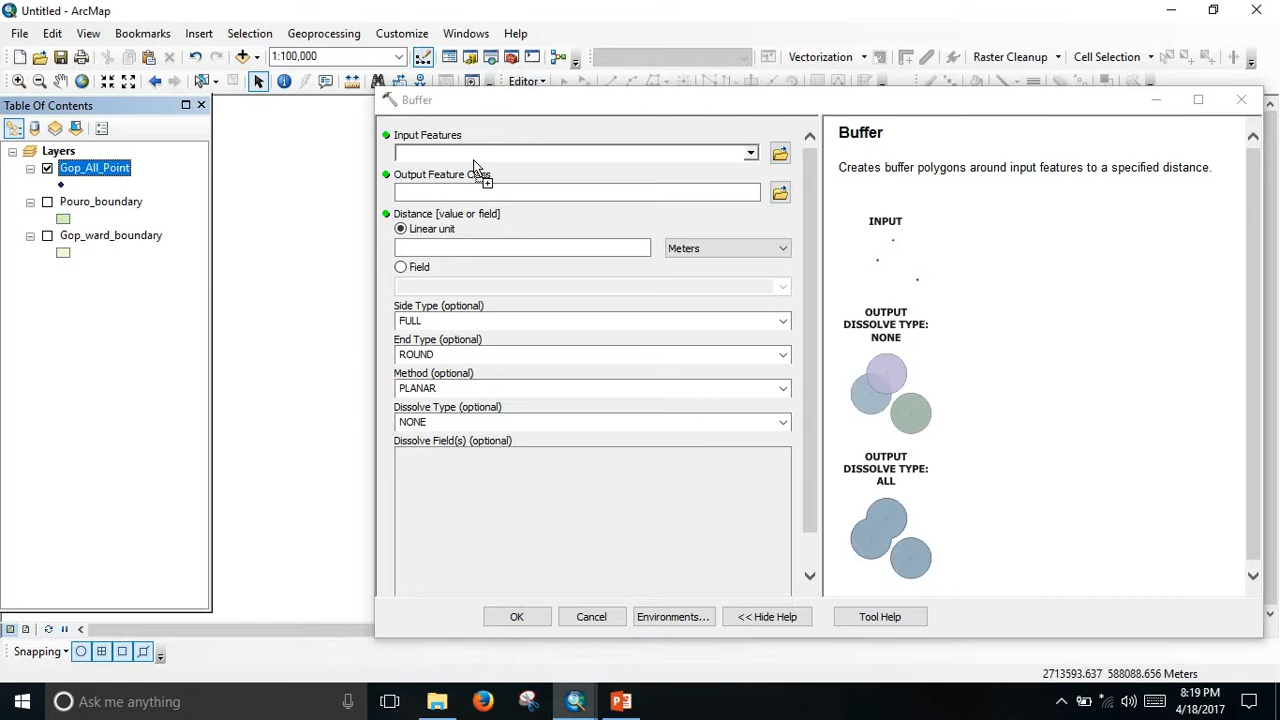 Untitled - ArcMap
File Edit View Bookmarks Insert Selection Geoprocessing Customize Windows Help
1:100,000 Vectorization Raster Cleanup Cell Selection
Editor
Table Of Contents
Layers
Gop_All_Point
Pouro_boundary
Gop_ward_boundary
Buffer
Input Features
Output Feature Class
Distance [value or field]
Linear unit
Meters
Field
Side Type (optional)
FULL
End Type (optional)
ROUND
Method (optional)
PLANAR
Dissolve Type (optional)
NONE
Dissolve Field(s) (optional)
OK Cancel Environments... << Hide Help Tool Help
Buffer
Creates buffer polygons around input features to a specified distance.
INPUT
OUTPUT
DISSOLVE TYPE:
NONE
OUTPUT
DISSOLVE TYPE:
ALL
Snapping
2713593.637 588088.656 Meters
Ask me anything
8:19 PM
4/18/2017